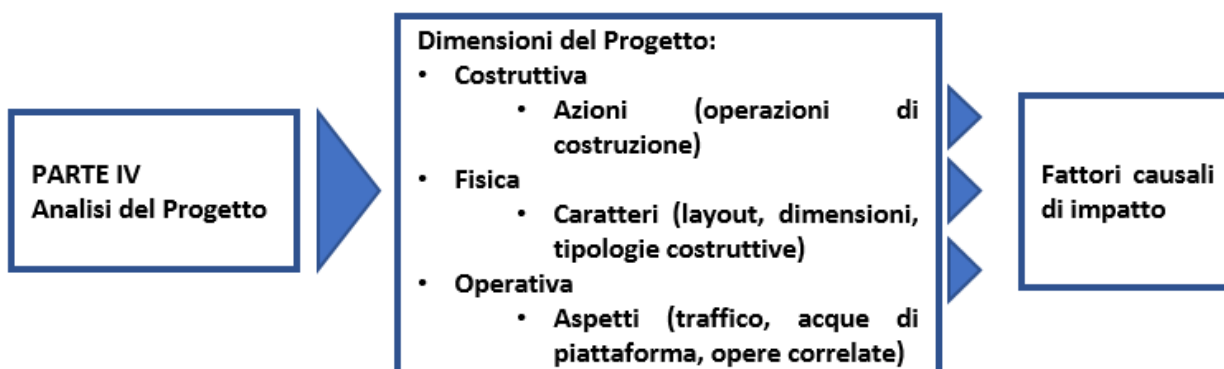 PARTE IV
Analisi del Progetto
Dimensioni del Progetto:
• Costruttiva
• Azioni (operazioni di
costruzione)
• Fisica
• Caratteri (layout, dimensioni,
tipologie costruttive)
• Operativa
• Aspetti (traffico, acque di
piattaforma, opere correlate)
Fattori causali
di impatto